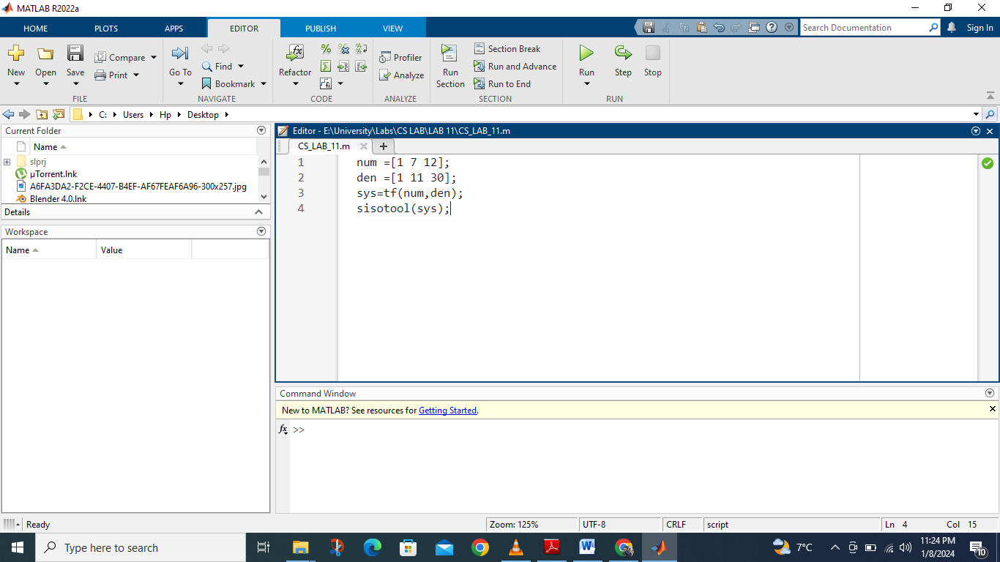 MATLAB R2022a
HOME PLOTS APPS EDITOR PUBLISH VIEW Search Documentation Sign In
New Open Save Compare Print Go To Find Bookmark Refactor Profiler Analyze Run Section Section Break Run and Advance Run to End Run Step Stop
FILE NAVIGATE CODE ANALYZE SECTION RUN
C: Users Hp Desktop
Current Folder
Name
slprj
µTorrent.lnk
A6FA3DA2-F2CE-4407-B4EF-AF67FEAF6A96-300x257.jpg
Blender 4.0.lnk
Details
Workspace
Name Value
Editor - E:\University\Labs\CS LAB\LAB 11\CS_LAB_11.m
CS_LAB_11.m
1 num =[1 7 12];
2 den =[1 11 30];
3 sys=tf(num,den);
4 sisotool(sys);
Command Window
New to MATLAB? See resources for Getting Started.
fx >>
Ready Zoom: 125% UTF-8 CRLF script Ln 4 Col 15
Type here to search 7°C 11:24 PM
1/8/2024 10